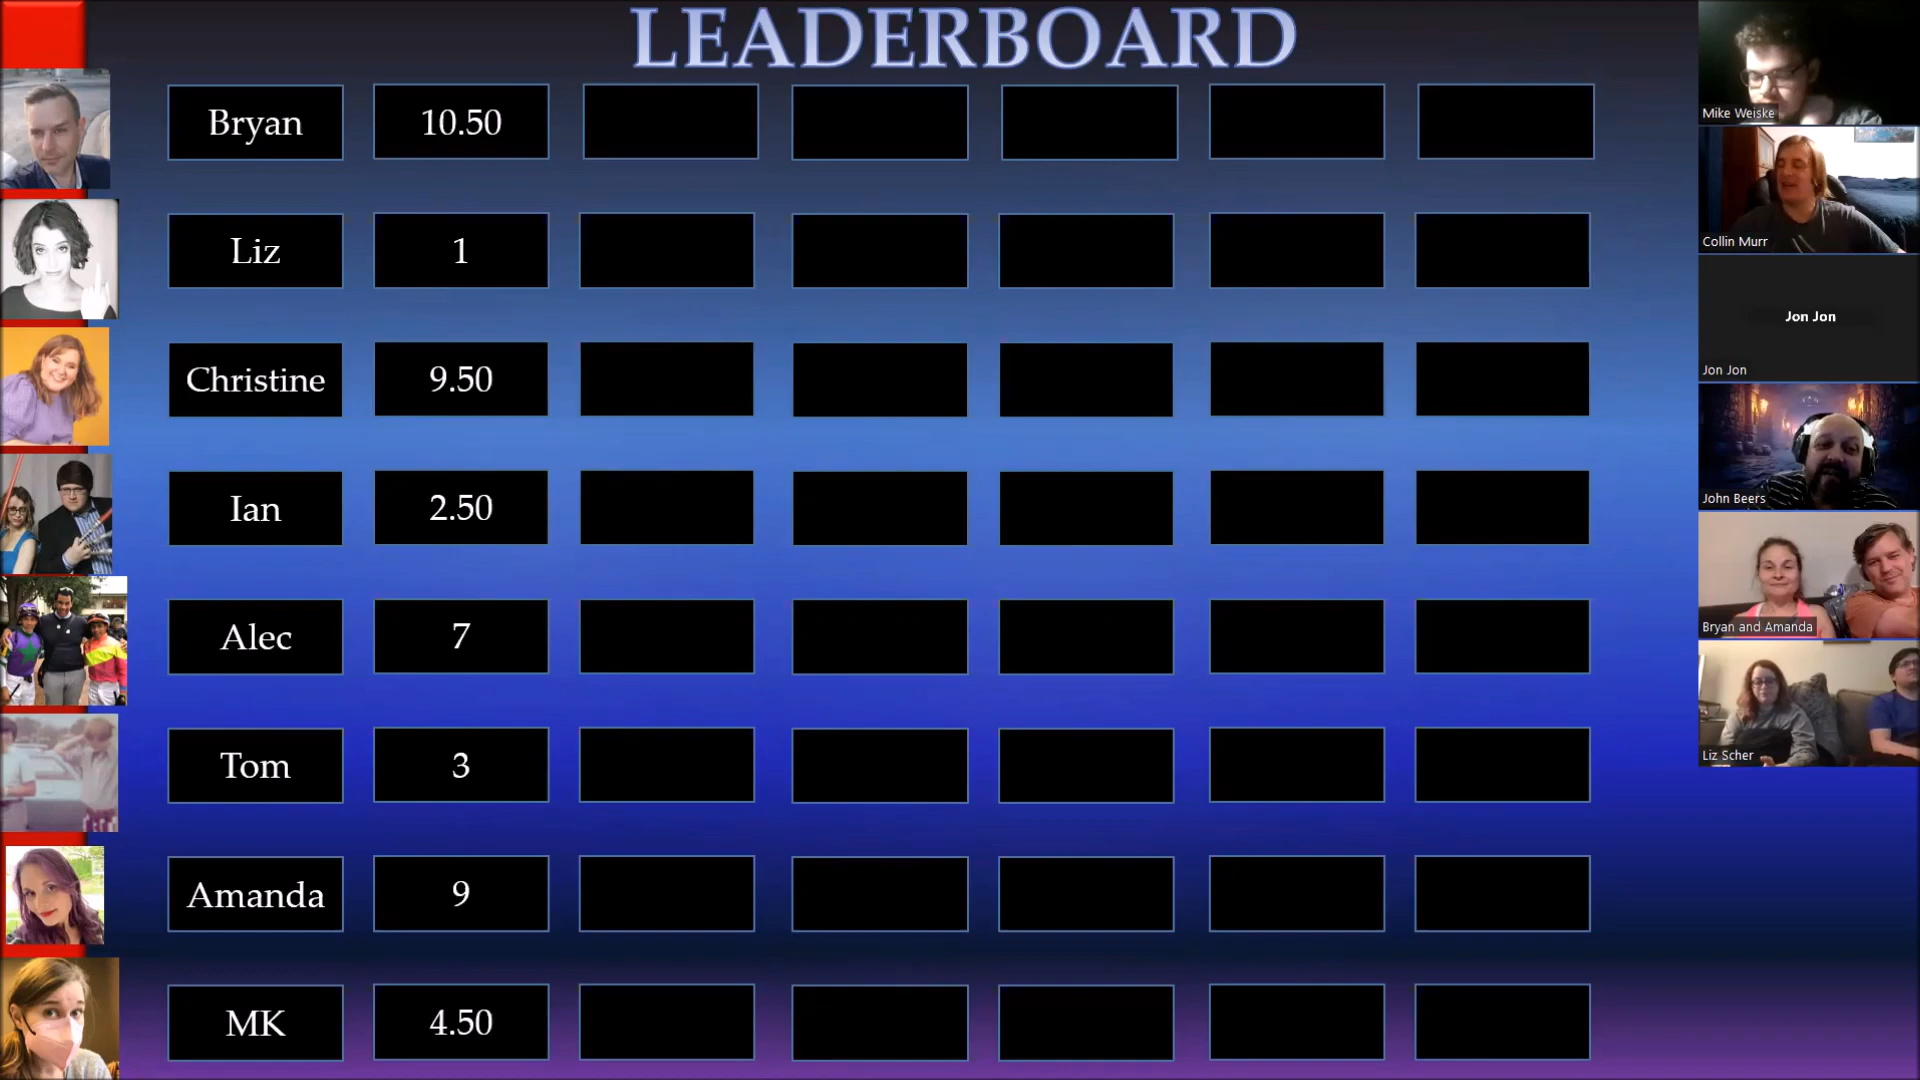 LEADERBOARD
Bryan 10.50
Liz 1
Christine 9.50
Ian 2.50
Alec 7
Tom 3
Amanda 9
MK 4.50
Mike Weiske
Collin Murr
Jon Jon
Jon Jon
John Beers
Bryan and Amanda
Liz Scher